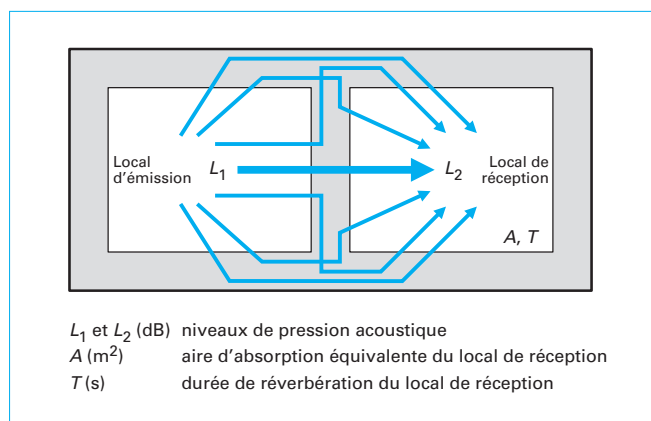 Local
d'émission
L₁
L₂
Local de
réception
A, T
L₁ et L₂ (dB) niveaux de pression acoustique
A (m²) aire d'absorption équivalente du local de réception
T (s) durée de réverbération du local de réception